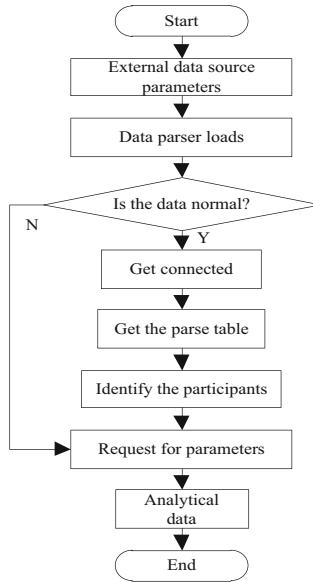 Start
External data source
parameters
Data parser loads
Is the data normal?
N
Y
Get connected
Get the parse table
Identify the participants
Request for parameters
Analytical
data
End